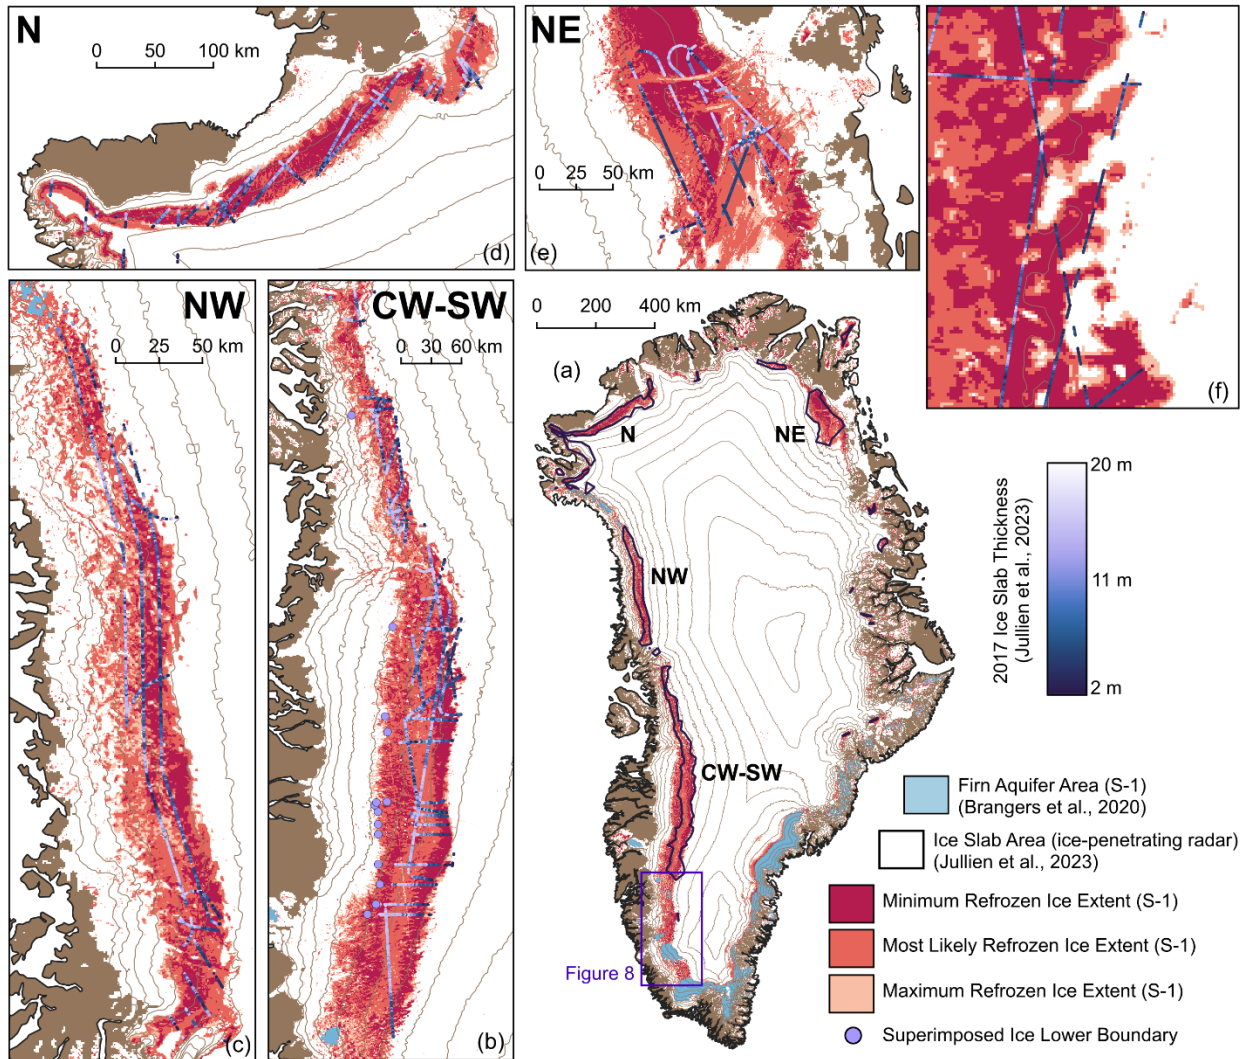 N
0 50 100 km
(d)
NE
0 25 50 km
(e)
(f)
NW
0 25 50 km
(c)
CW-SW
0 30 60 km
(b)
0 200 400 km
(a)
N
NE
NW
CW-SW
Figure 8
20 m
11 m
2 m
2017 Ice Slab Thickness
(Jullien et al., 2023)
Firn Aquifer Area (S-1)
(Brangers et al., 2020)
Ice Slab Area (ice-penetrating radar)
(Jullien et al., 2023)
Minimum Refrozen Ice Extent (S-1)
Most Likely Refrozen Ice Extent (S-1)
Maximum Refrozen Ice Extent (S-1)
Superimposed Ice Lower Boundary